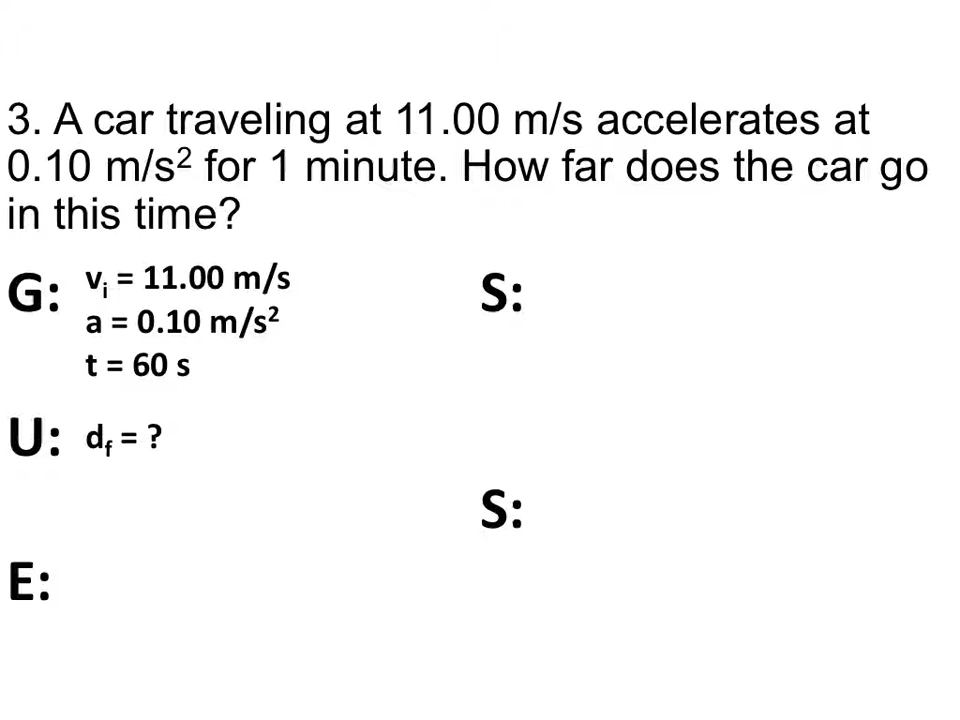 3. A car traveling at 11.00 m/s accelerates at
0.10 m/s² for 1 minute. How far does the car go
in this time?
G: vᵢ = 11.00 m/s
a = 0.10 m/s²
t = 60 s
U: d_f = ?
E:
S:
S: